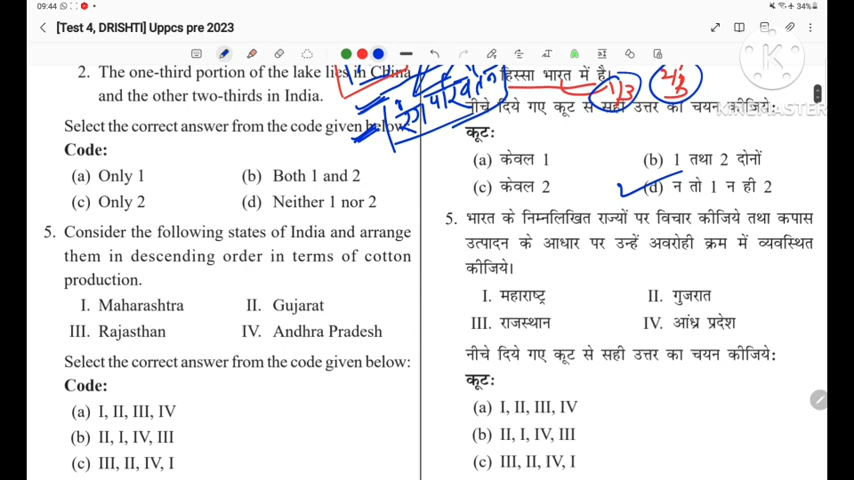 09:44
34%
[Test 4, DRISHTI] Uppcs pre 2023
K
KINEMASTER
2. The one-third portion of the lake lies in China
and the other two-thirds in India.
Select the correct answer from the code given below:
Code:
(a) Only 1 (b) Both 1 and 2
(c) Only 2 (d) Neither 1 nor 2
5. Consider the following states of India and arrange
them in descending order in terms of cotton
production.
I. Maharashtra II. Gujarat
III. Rajasthan IV. Andhra Pradesh
Select the correct answer from the code given below:
Code:
(a) I, II, III, IV
(b) II, I, IV, III
(c) III, II, IV, I
हिस्सा भारत में है।
1/3
नीचे दिये गए कूट से सही उत्तर का चयन कीजिये:
कूट:
(a) केवल 1 (b) 1 तथा 2 दोनों
(c) केवल 2 (d) न तो 1 न ही 2
5. भारत के निम्नलिखित राज्यों पर विचार कीजिये तथा कपास
उत्पादन के आधार पर उन्हें अवरोही क्रम में व्यवस्थित
कीजिये।
I. महाराष्ट्र II. गुजरात
III. राजस्थान IV. आंध्र प्रदेश
नीचे दिये गए कूट से सही उत्तर का चयन कीजिये:
कूट:
(a) I, II, III, IV
(b) II, I, IV, III
(c) III, II, IV, I